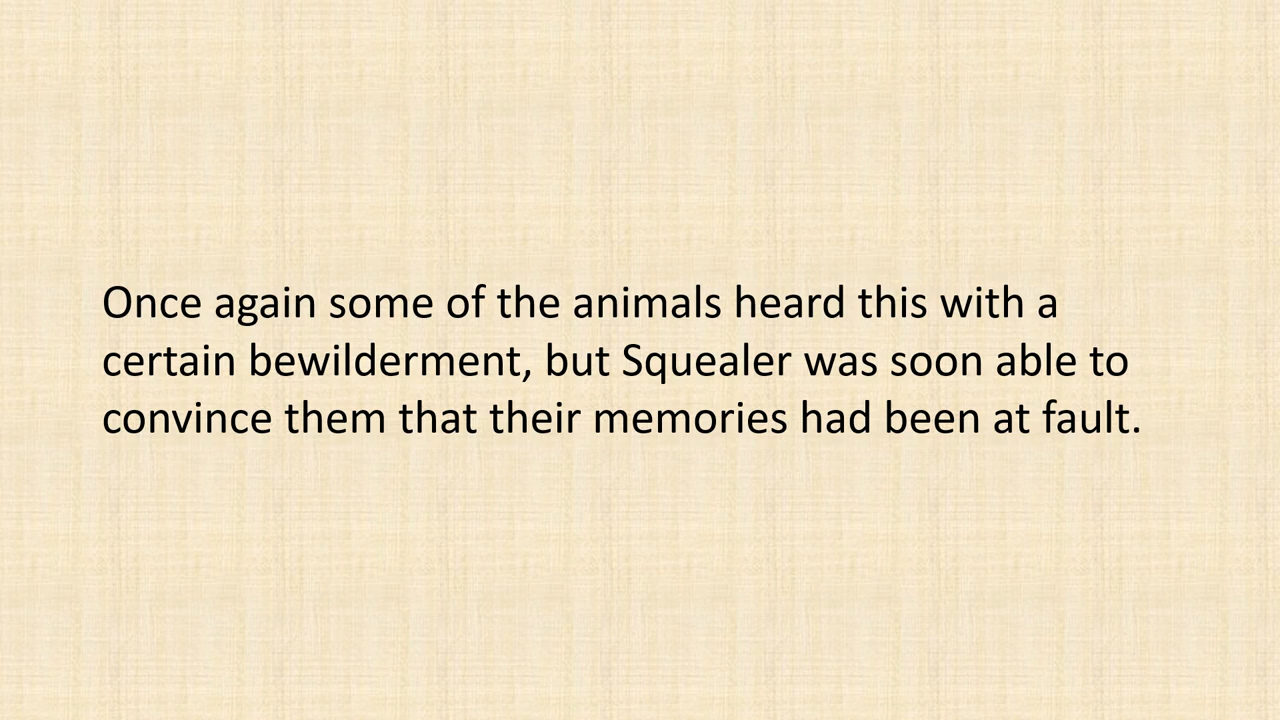 Once again some of the animals heard this with a
certain bewilderment, but Squealer was soon able to
convince them that their memories had been at fault.